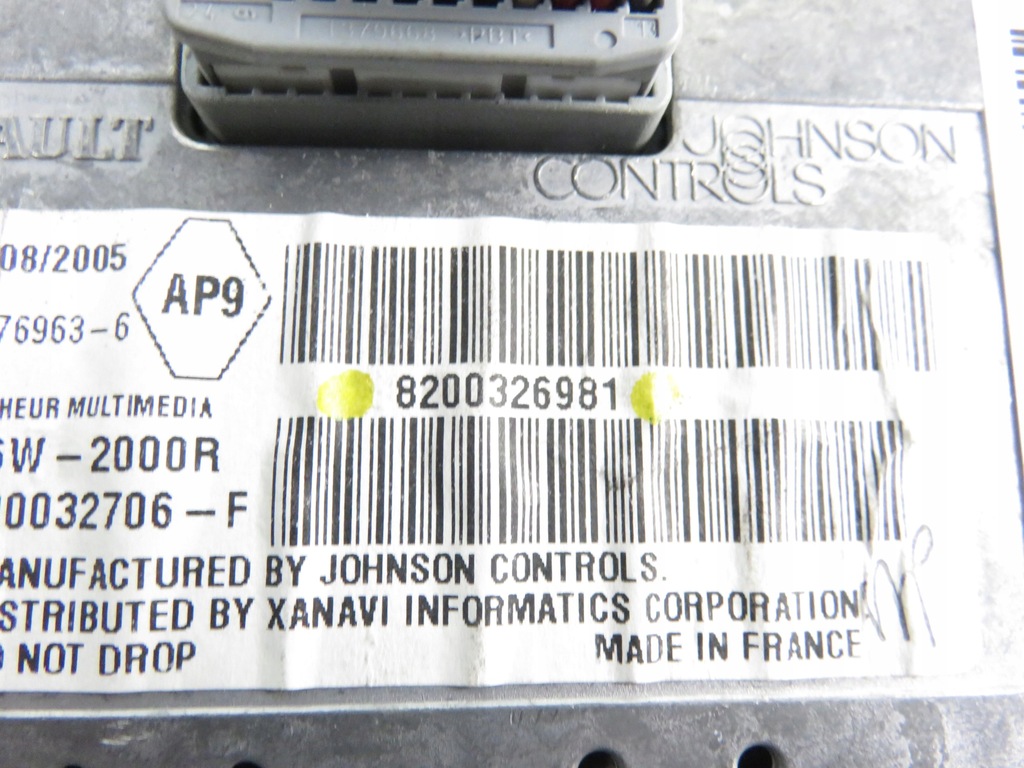 >PBT<
AULT
JOHNSON
CONTROLS
08/2005
AP9
76963-6
8200326981
HEUR MULTIMEDIA
W-2000R
0032706-F
ANUFACTURED BY JOHNSON CONTROLS.
STRIBUTED BY XANAVI INFORMATICS CORPORATION
MADE IN FRANCE
NOT DROP